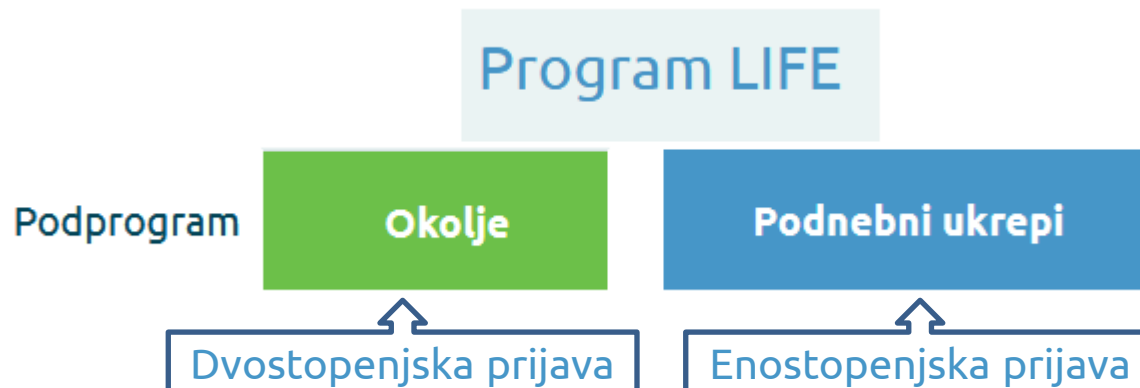 Program LIFE
Podprogram Okolje Podnebni ukrepi
Dvostopenjska prijava Enostopenjska prijava